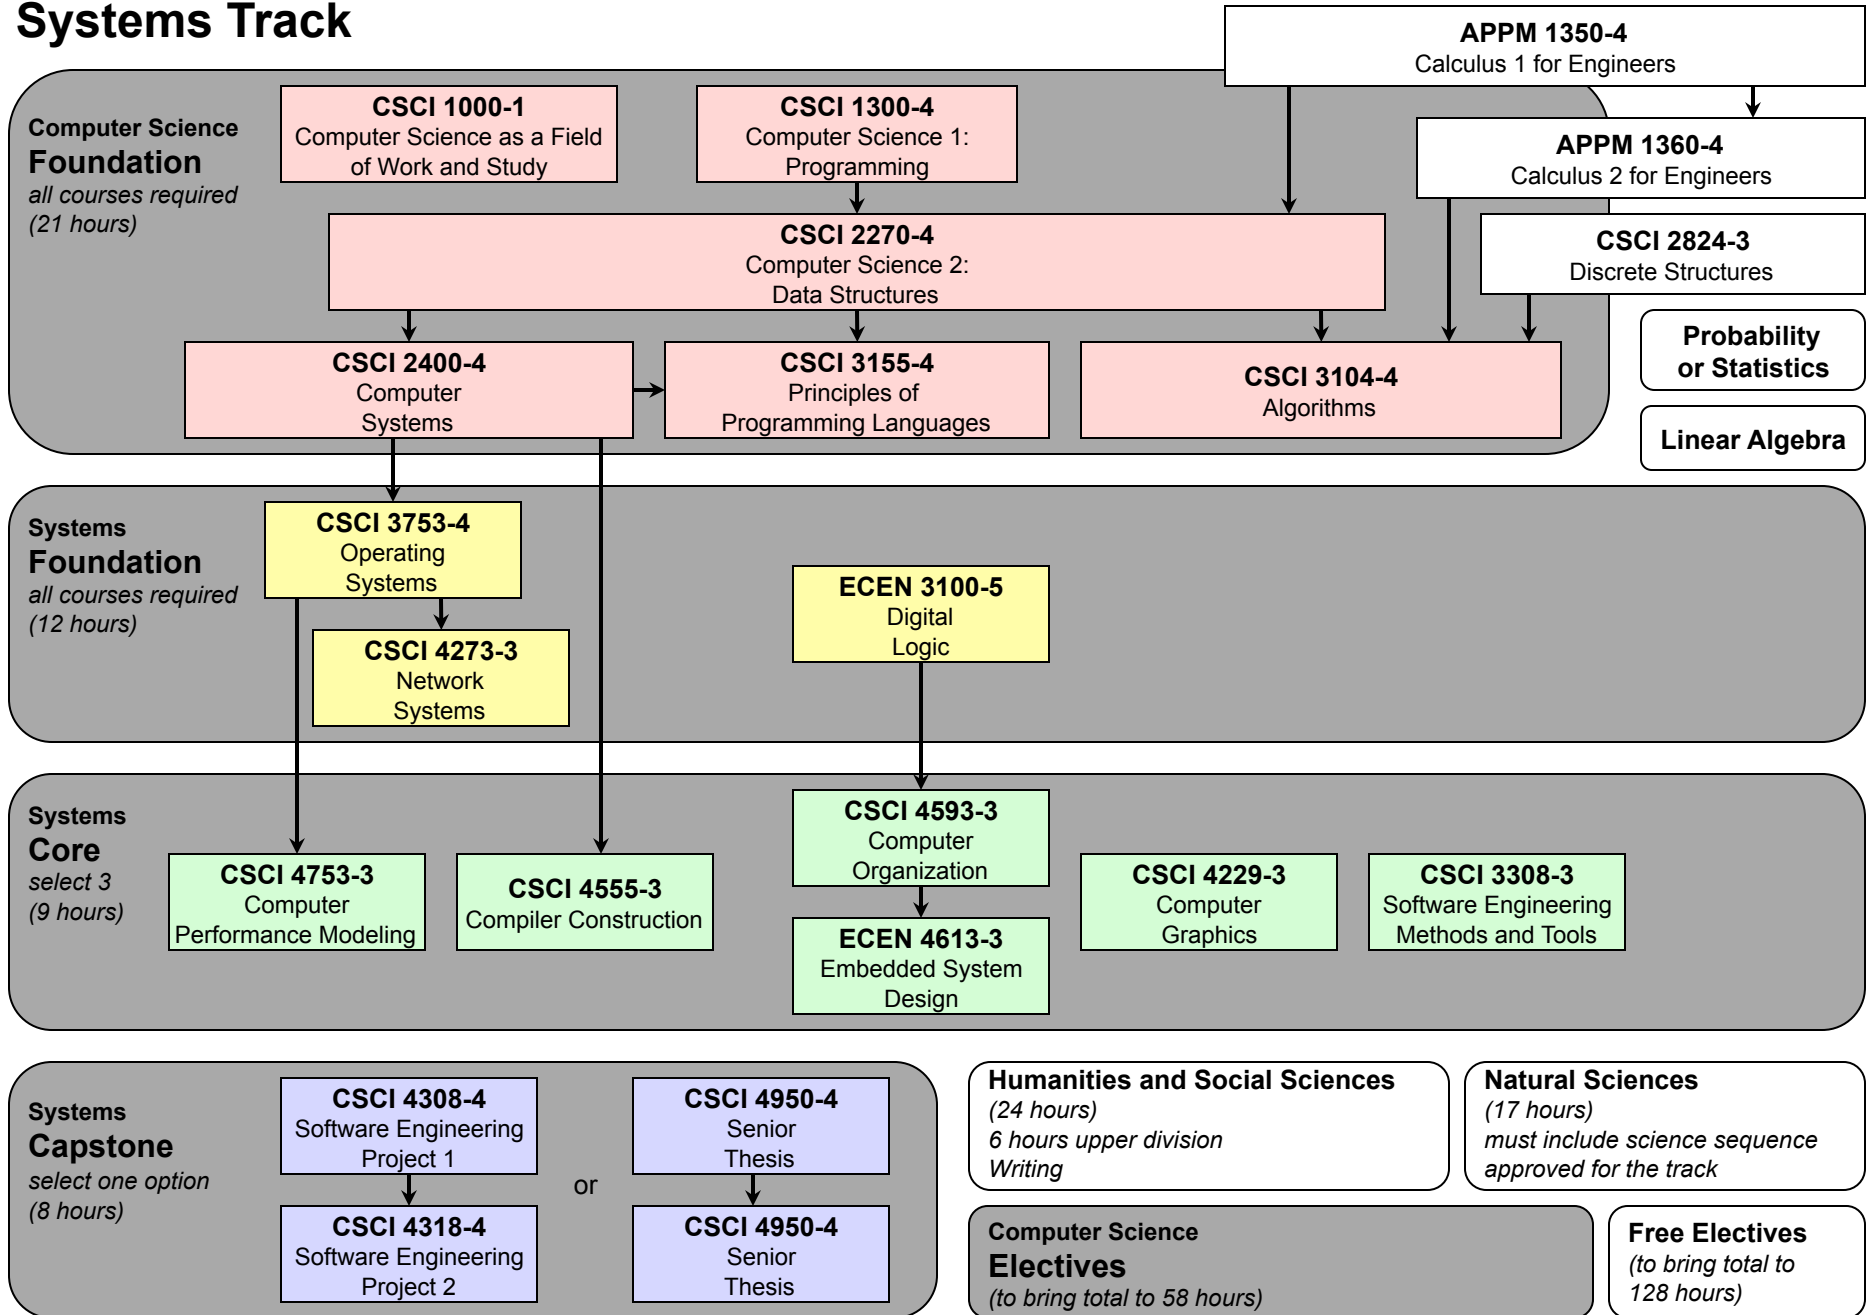 Systems Track
APPM 1350-4
Calculus 1 for Engineers
Computer Science
Foundation
all courses required
(21 hours)
CSCI 1000-1
Computer Science as a Field
of Work and Study
CSCI 1300-4
Computer Science 1:
Programming
APPM 1360-4
Calculus 2 for Engineers
CSCI 2270-4
Computer Science 2:
Data Structures
CSCI 2824-3
Discrete Structures
CSCI 2400-4
Computer
Systems
CSCI 3155-4
Principles of
Programming Languages
CSCI 3104-4
Algorithms
Probability
or Statistics
Linear Algebra
Systems
Foundation
all courses required
(12 hours)
CSCI 3753-4
Operating
Systems
CSCI 4273-3
Network
Systems
ECEN 3100-5
Digital
Logic
Systems
Core
select 3
(9 hours)
CSCI 4753-3
Computer
Performance Modeling
CSCI 4555-3
Compiler Construction
CSCI 4593-3
Computer
Organization
ECEN 4613-3
Embedded System
Design
CSCI 4229-3
Computer
Graphics
CSCI 3308-3
Software Engineering
Methods and Tools
Systems
Capstone
select one option
(8 hours)
CSCI 4308-4
Software Engineering
Project 1
CSCI 4318-4
Software Engineering
Project 2
or
CSCI 4950-4
Senior
Thesis
CSCI 4950-4
Senior
Thesis
Humanities and Social Sciences
(24 hours)
6 hours upper division
Writing
Natural Sciences
(17 hours)
must include science sequence
approved for the track
Computer Science
Electives
(to bring total to 58 hours)
Free Electives
(to bring total to
128 hours)